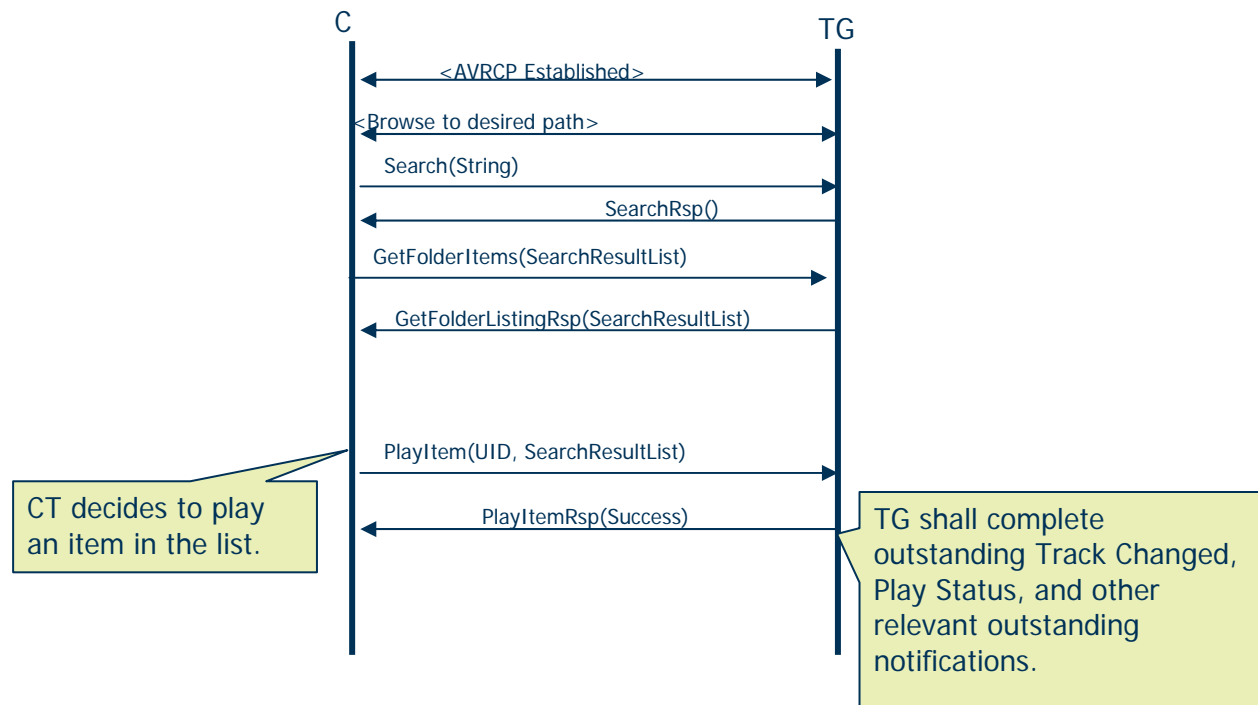 C
TG
<AVRCP Established>
<Browse to desired path>
Search(String)
SearchRsp()
GetFolderItems(SearchResultList)
GetFolderListingRsp(SearchResultList)
PlayItem(UID, SearchResultList)
CT decides to play
an item in the list.
PlayItemRsp(Success)
TG shall complete
outstanding Track Changed,
Play Status, and other
relevant outstanding
notifications.